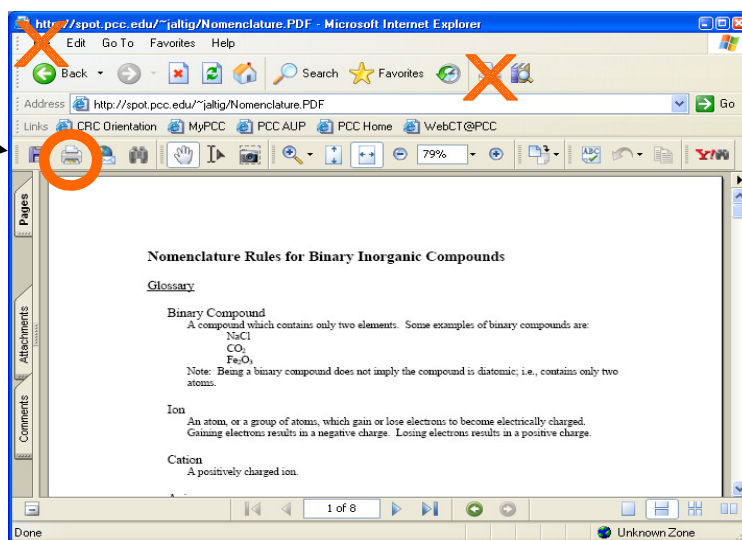 http://spot.pcc.edu/~jaltig/Nomenclature.PDF - Microsoft Internet Explorer
Edit Go To Favorites Help
Back Search Favorites
Address http://spot.pcc.edu/~jaltig/Nomenclature.PDF Go
Links CRC Orientation MyPCC PCC AUP PCC Home WebCT@PCC
79% ABC Y!
Pages
Attachments
Comments
Nomenclature Rules for Binary Inorganic Compounds
Glossary
Binary Compound
A compound which contains only two elements. Some examples of binary compounds are:
NaCl
CO₂
Fe₂O₃
Note: Being a binary compound does not imply the compound is diatomic; i.e., contains only two
atoms.
Ion
An atom, or a group of atoms, which gain or lose electrons to become electrically charged.
Gaining electrons results in a negative charge. Losing electrons results in a positive charge.
Cation
A positively charged ion.
1 of 8
Done Unknown Zone